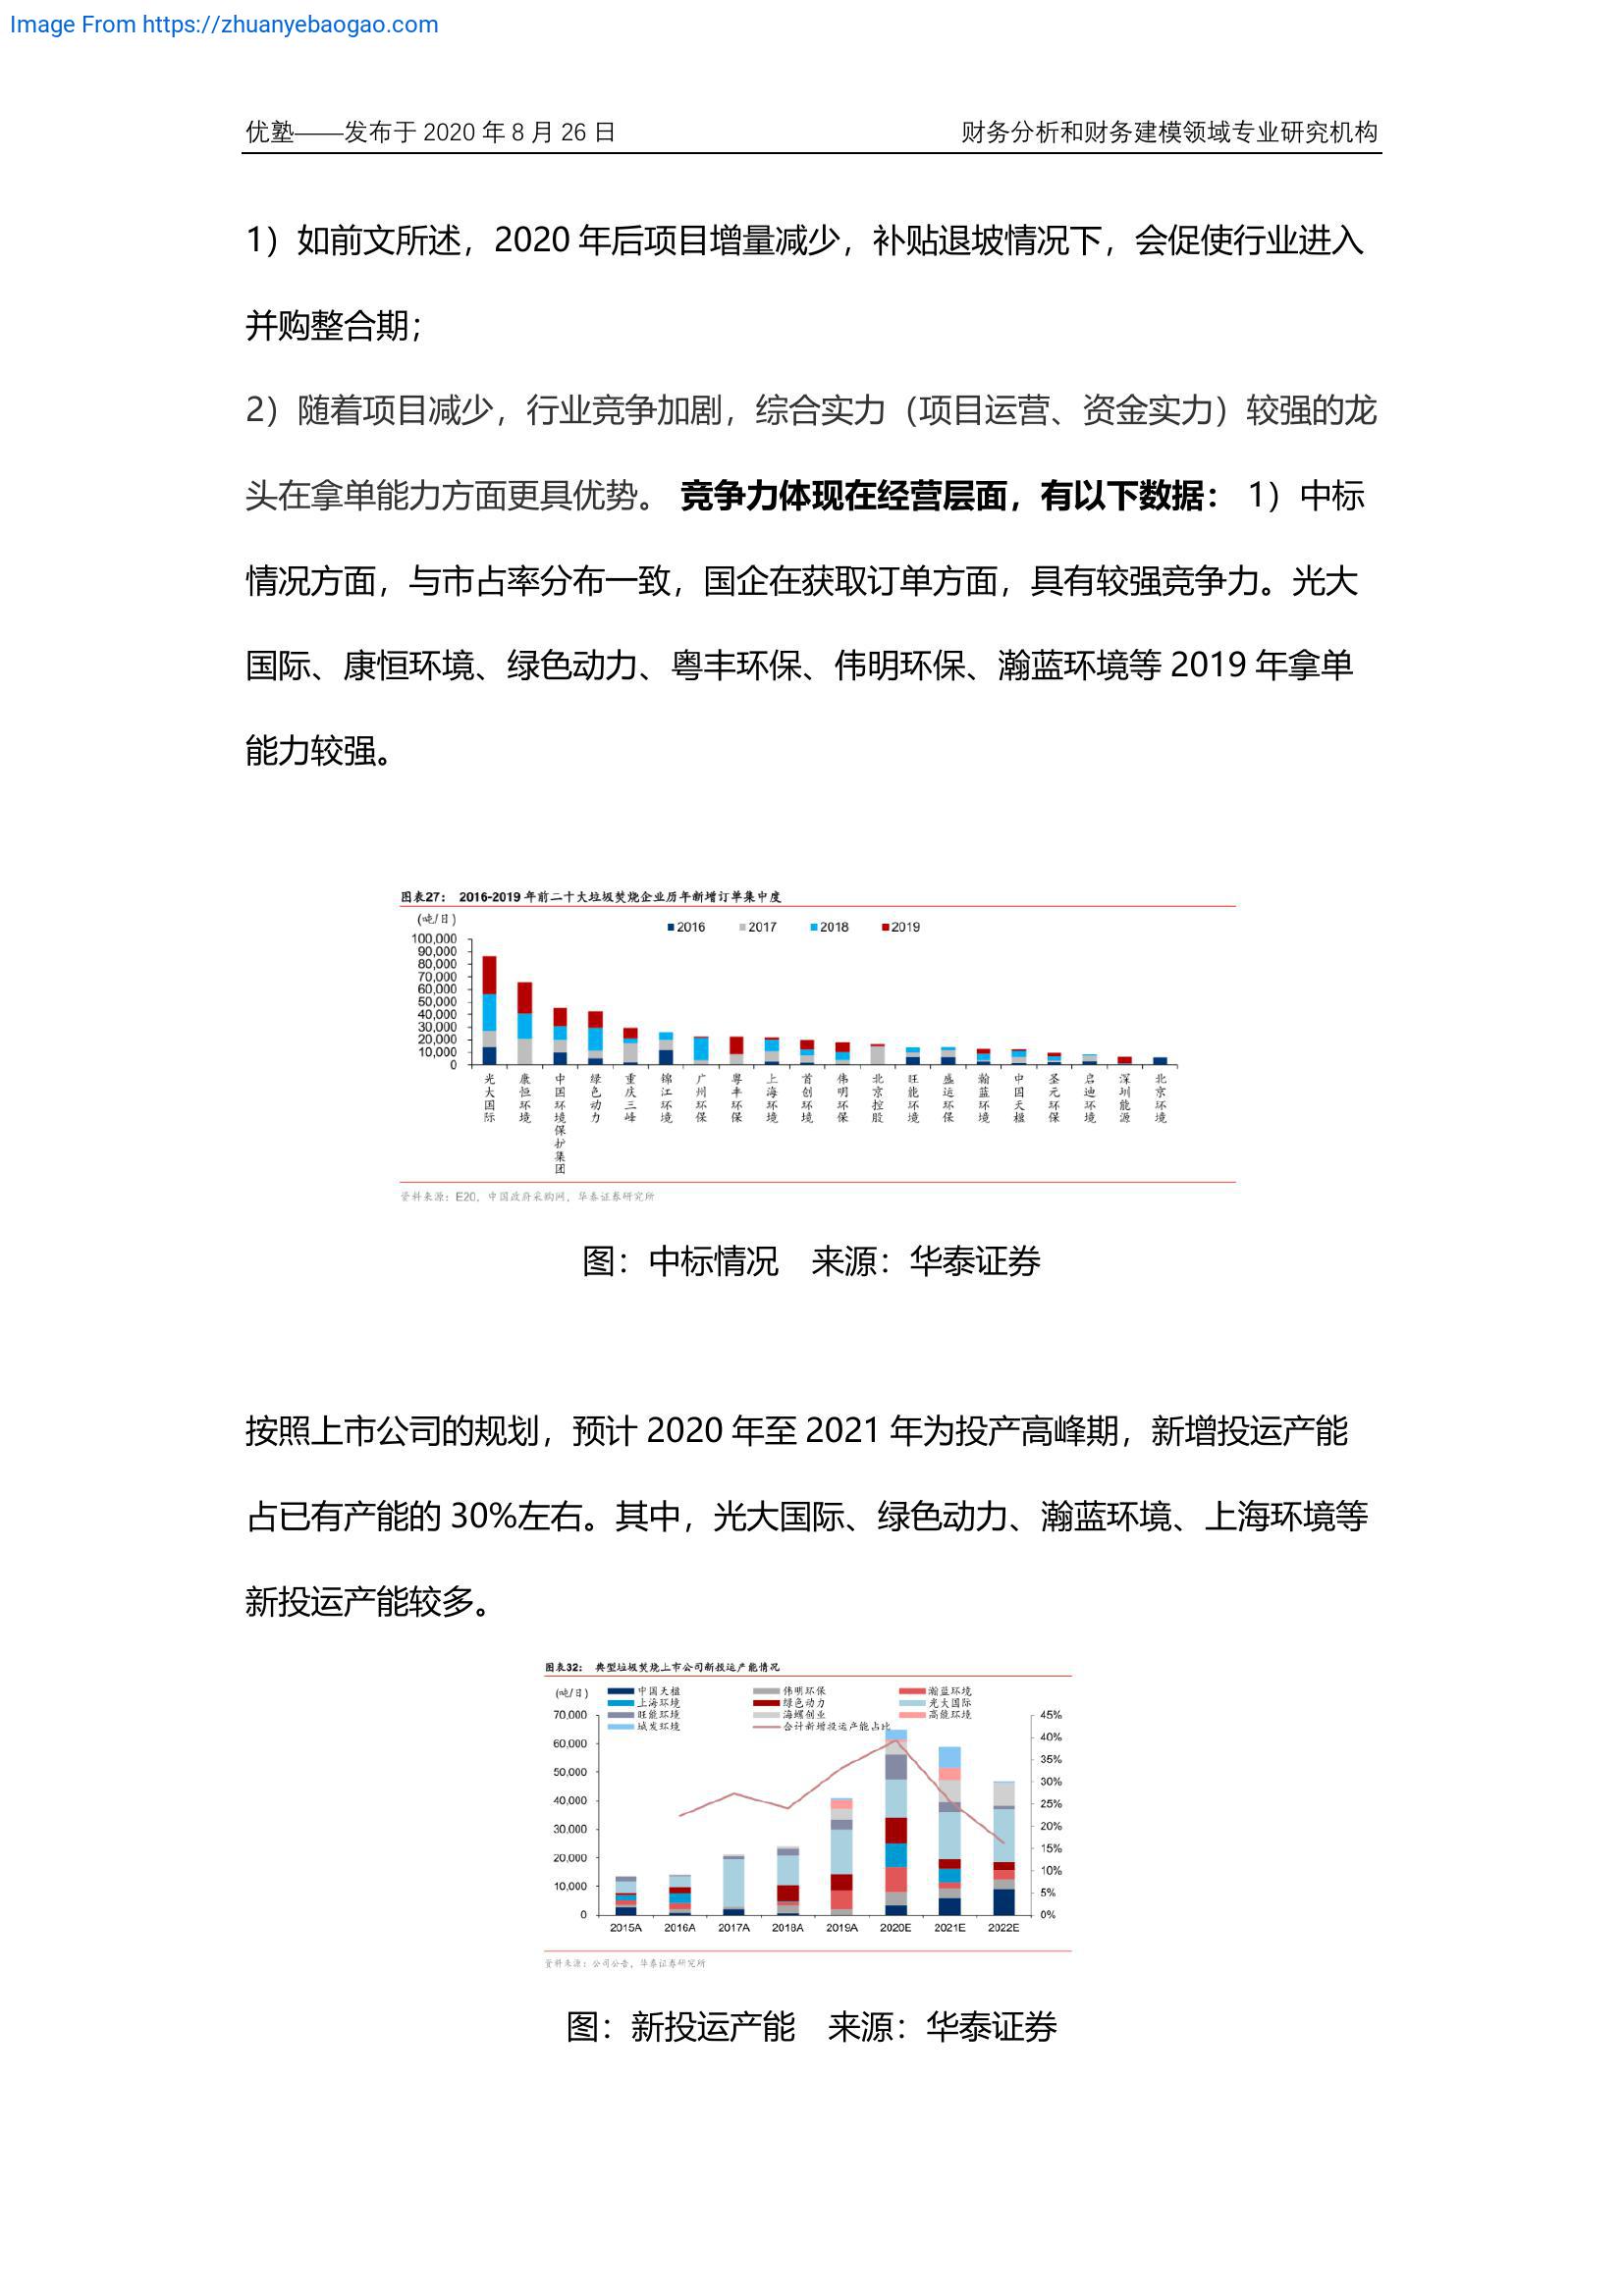 Image From https://zhuanyebaogao.com
优塾——发布于 2020 年 8 月 26 日 财务分析和财务建模领域专业研究机构
1）如前文所述，2020 年后项目增量减少，补贴退坡情况下，会促使行业进入
并购整合期；
2）随着项目减少，行业竞争加剧，综合实力（项目运营、资金实力）较强的龙
头在拿单能力方面更具优势。 竞争力体现在经营层面，有以下数据： 1）中标
情况方面，与市占率分布一致，国企在获取订单方面，具有较强竞争力。光大
国际、康恒环境、绿色动力、粤丰环保、伟明环保、瀚蓝环境等 2019 年拿单
能力较强。
图表27： 2016-2019 年前二十大垃圾焚烧企业历年新增订单集中度
(吨/日)
2016 2017 2018 2019
100,000
90,000
80,000
70,000
60,000
50,000
40,000
30,000
20,000
10,000
0
光大国际 康恒环境 中国环境保护集团 绿色动力 重庆三峰 锦江环境 广州环保 粤丰环保 上海环境 首创环境 伟明环保 北京控股 旺能环境 盛运环保 瀚蓝环境 中国天楹 圣元环保 启迪环境 深圳能源 北京环境
资料来源：E20，中国政府采购网，华泰证券研究所
图：中标情况 来源：华泰证券
按照上市公司的规划，预计 2020 年至 2021 年为投产高峰期，新增投运产能
占已有产能的 30%左右。其中，光大国际、绿色动力、瀚蓝环境、上海环境等
新投运产能较多。
图表32： 典型垃圾焚烧上市公司新投运产能情况
(吨/日)
中国天楹 伟明环保 瀚蓝环境
上海环境 绿色动力 光大国际
旺能环境 海螺创业 高能环境
城发环境 合计新增投运产能占比
70,000 45%
60,000 40%
50,000 35%
40,000 30%
30,000 25%
20,000 20%
10,000 15%
0 10%
5%
0%
2015A 2016A 2017A 2018A 2019A 2020E 2021E 2022E
资料来源：公司公告，华泰证券研究所
图：新投运产能 来源：华泰证券